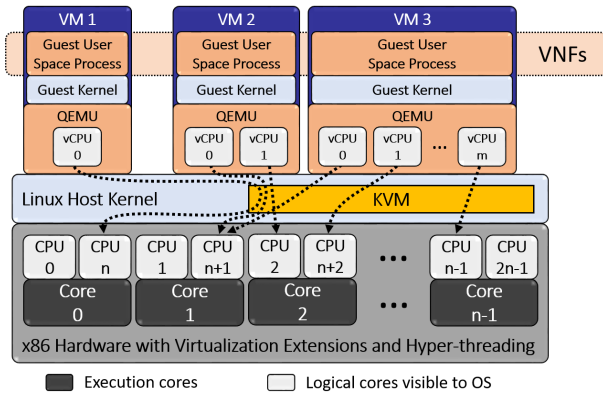 VM 1
VM 2
VM 3
Guest User
Space Process
Guest User
Space Process
Guest User
Space Process
VNFs
Guest Kernel
Guest Kernel
Guest Kernel
QEMU
QEMU
QEMU
vCPU
0
vCPU
0
vCPU
1
vCPU
0
vCPU
1
...
vCPU
m
Linux Host Kernel
KVM
CPU
0
CPU
n
CPU
1
CPU
n+1
CPU
2
CPU
n+2
...
CPU
n-1
CPU
2n-1
Core
0
Core
1
Core
2
...
Core
n-1
x86 Hardware with Virtualization Extensions and Hyper-threading
Execution cores
Logical cores visible to OS